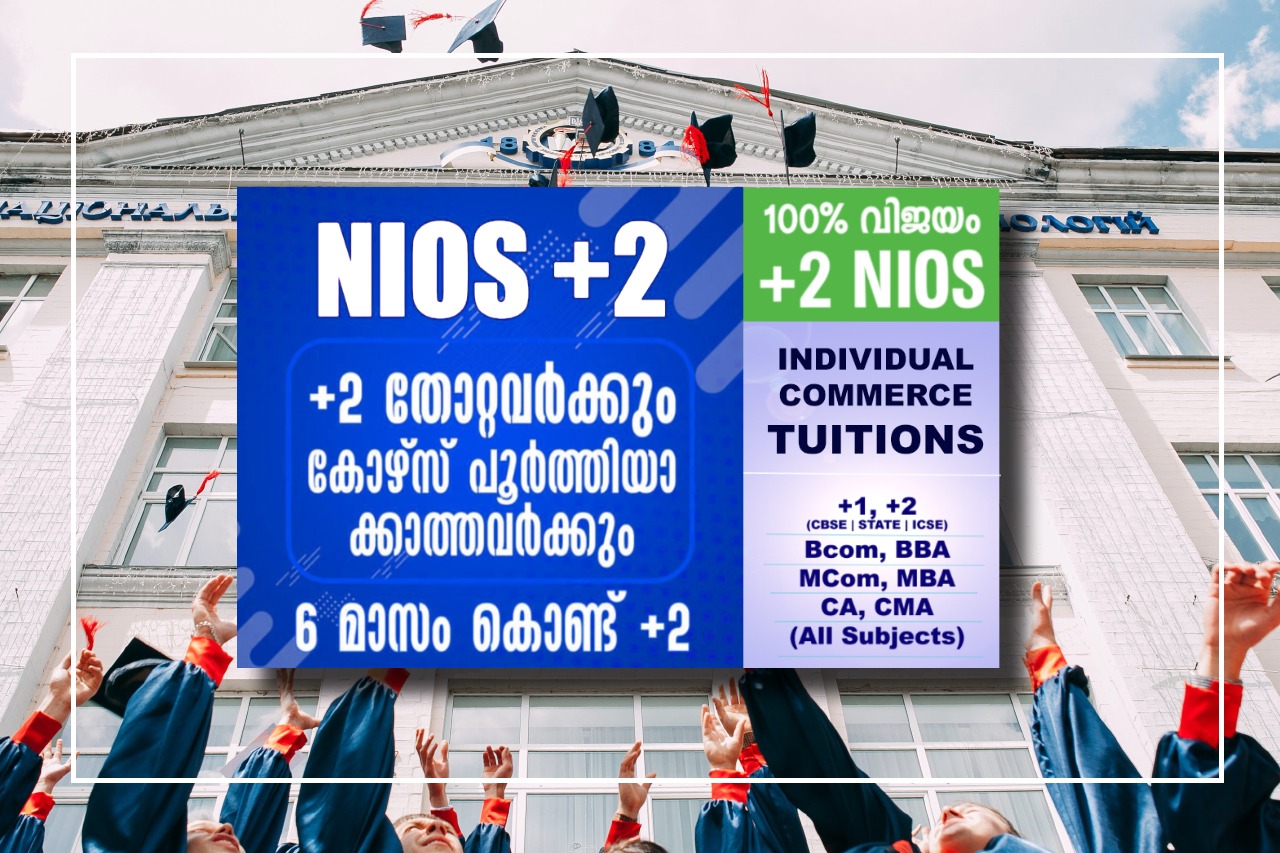 1884
NIOS +2
+2 തോറ്റവർക്കും
കോഴ്സ് പൂർത്തിയാ
ക്കാത്തവർക്കും
6 മാസം കൊണ്ട് +2
100% വിജയം
+2 NIOS
INDIVIDUAL
COMMERCE
TUITIONS
+1, +2
(CBSE | STATE | ICSE)
Bcom, BBA
MCom, MBA
CA, CMA
(All Subjects)